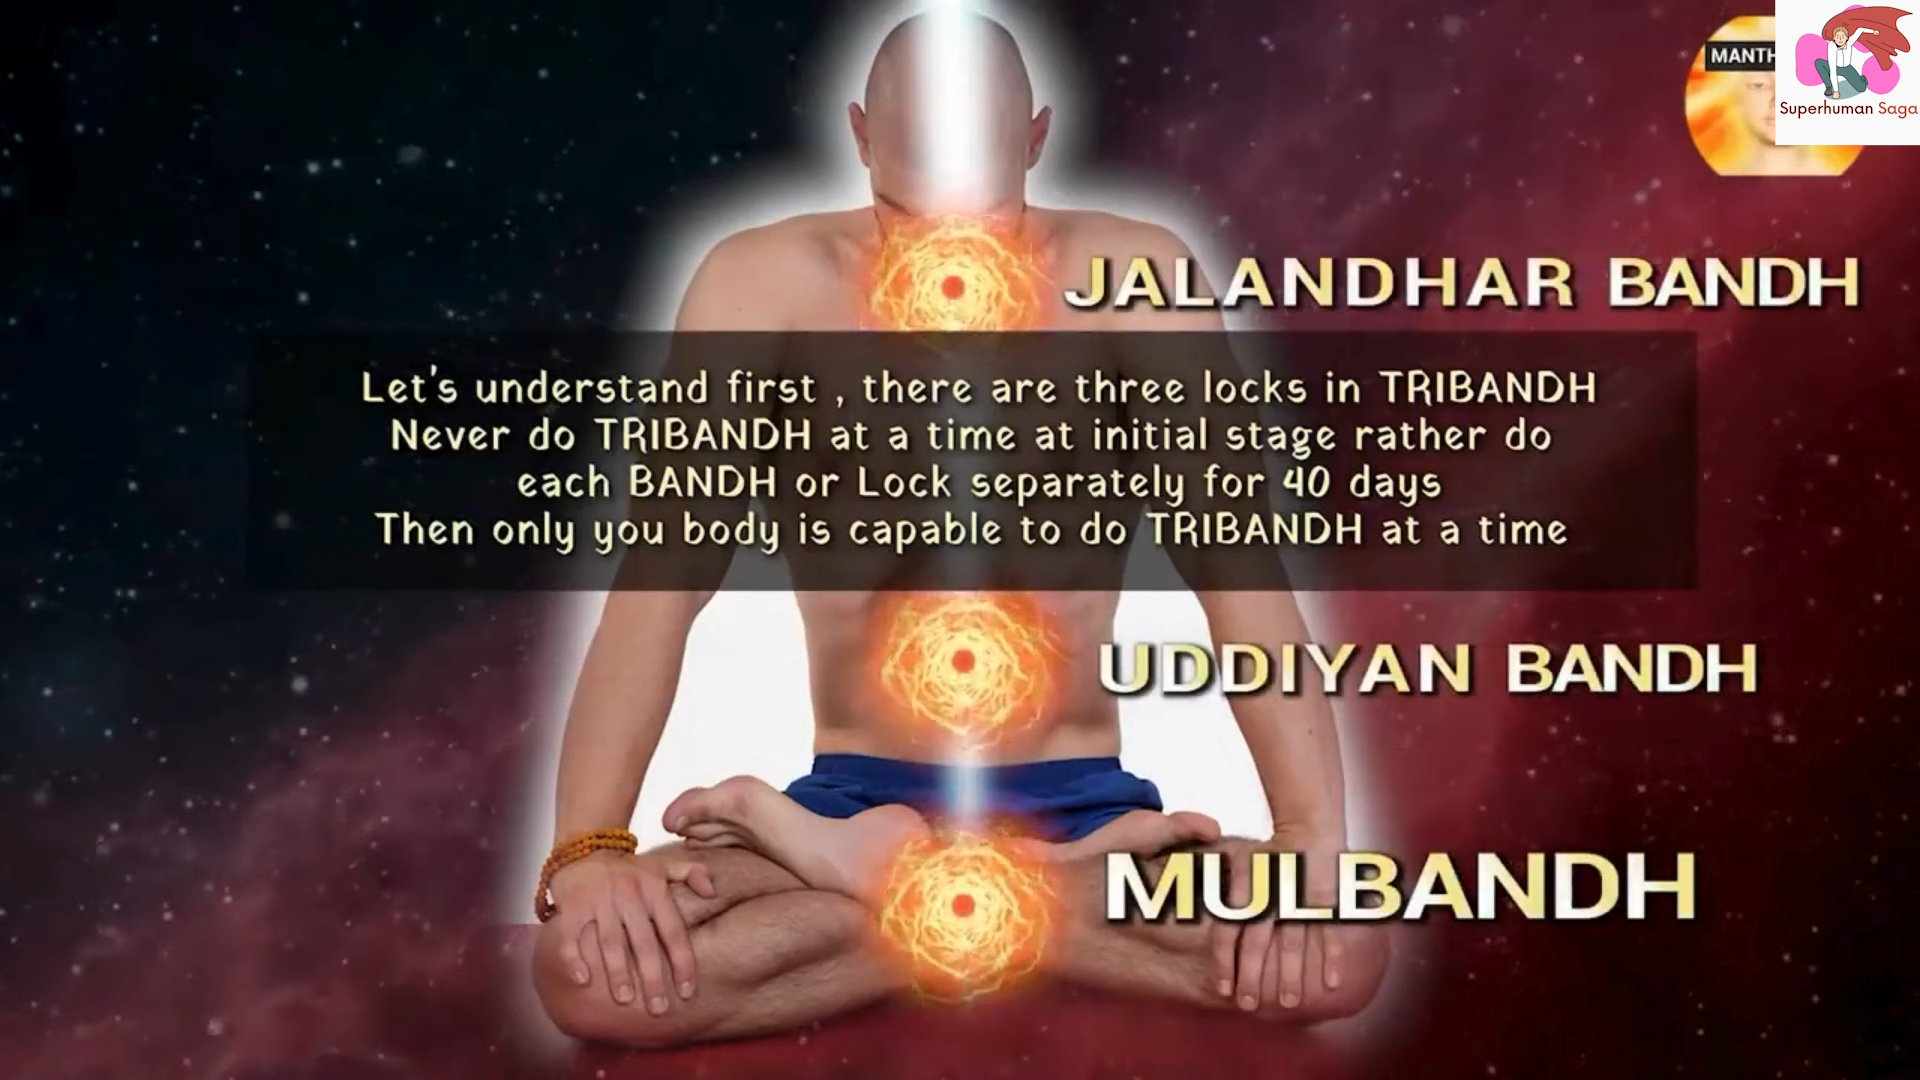 MANTH
Superhuman Saga
JALANDHAR BANDH
Let's understand first , there are three locks in TRIBANDH
Never do TRIBANDH at a time at initial stage rather do
each BANDH or Lock separately for 40 days
Then only you body is capable to do TRIBANDH at a time
UDDIYAN BANDH
MULBANDH